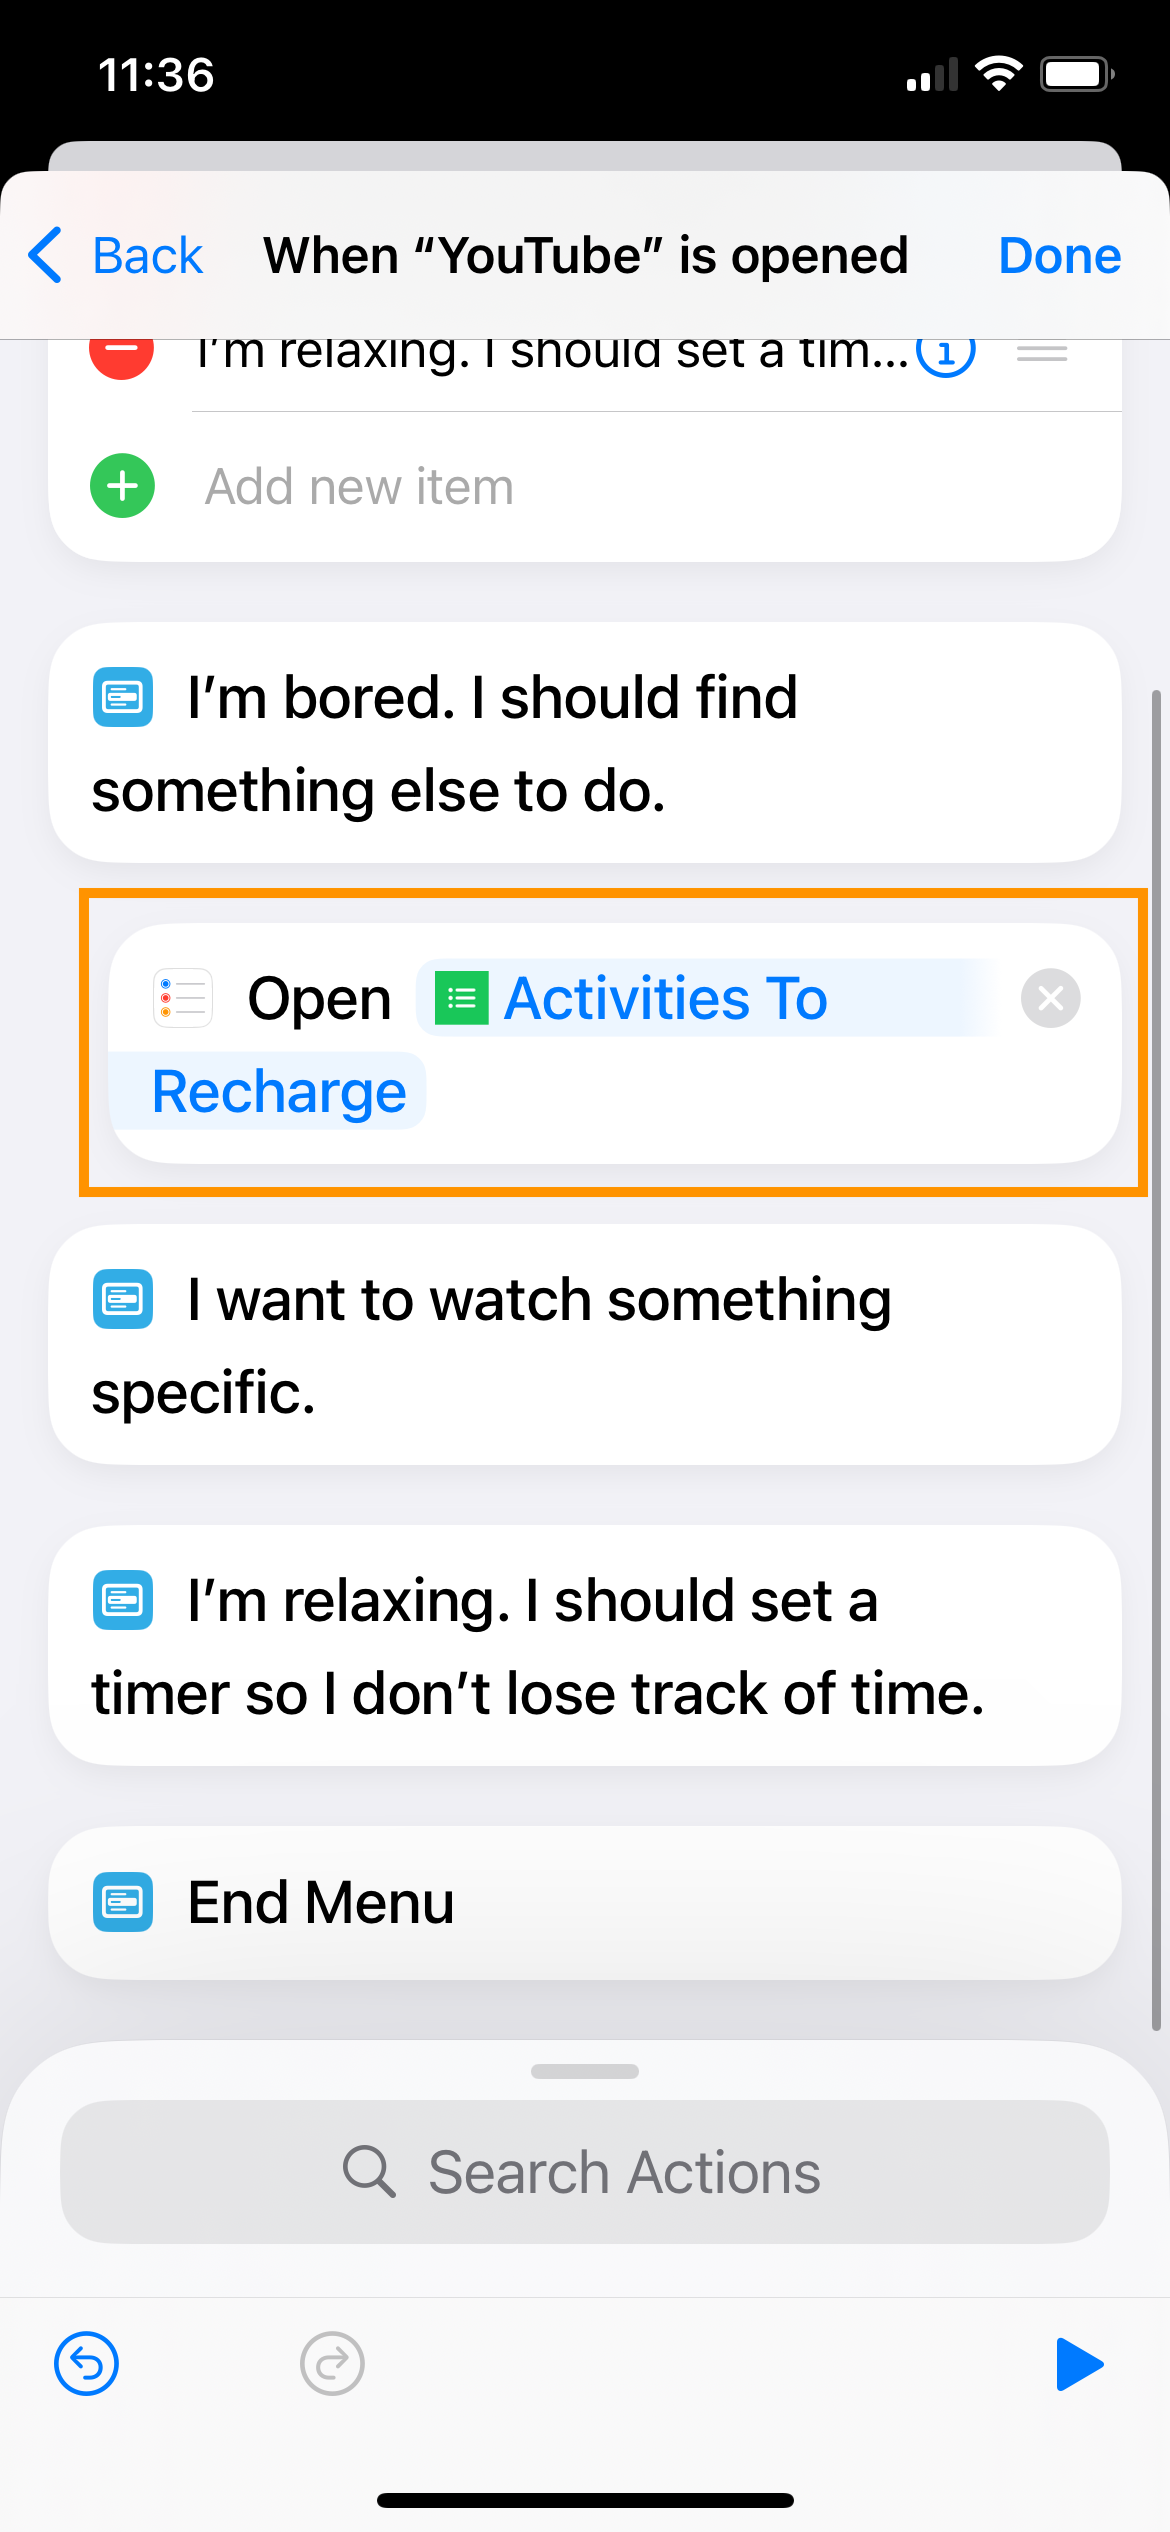 11:36
Back
When “YouTube” is opened
Done
I’m relaxing. I should set a tim...
Add new item
I’m bored. I should find
something else to do.
Open Activities To
Recharge
I want to watch something
specific.
I’m relaxing. I should set a
timer so I don’t lose track of time.
End Menu
Search Actions